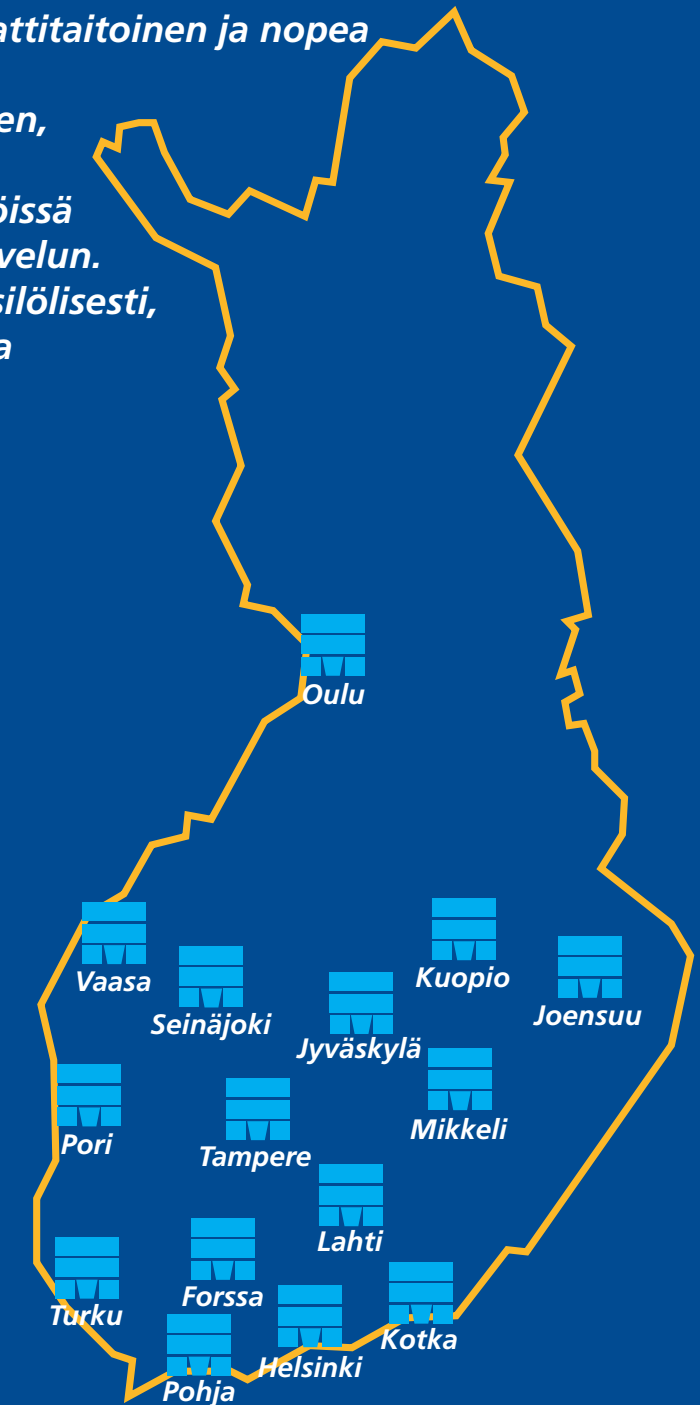 attitaitoinen ja nopea
en,
öissä
velun.
silölisesti,
a
Oulu
Vaasa
Kuopio
Seinäjoki
Joensuu
Jyväskylä
Pori
Tampere
Mikkeli
Lahti
Forssa
Turku
Helsinki
Kotka
Pohja